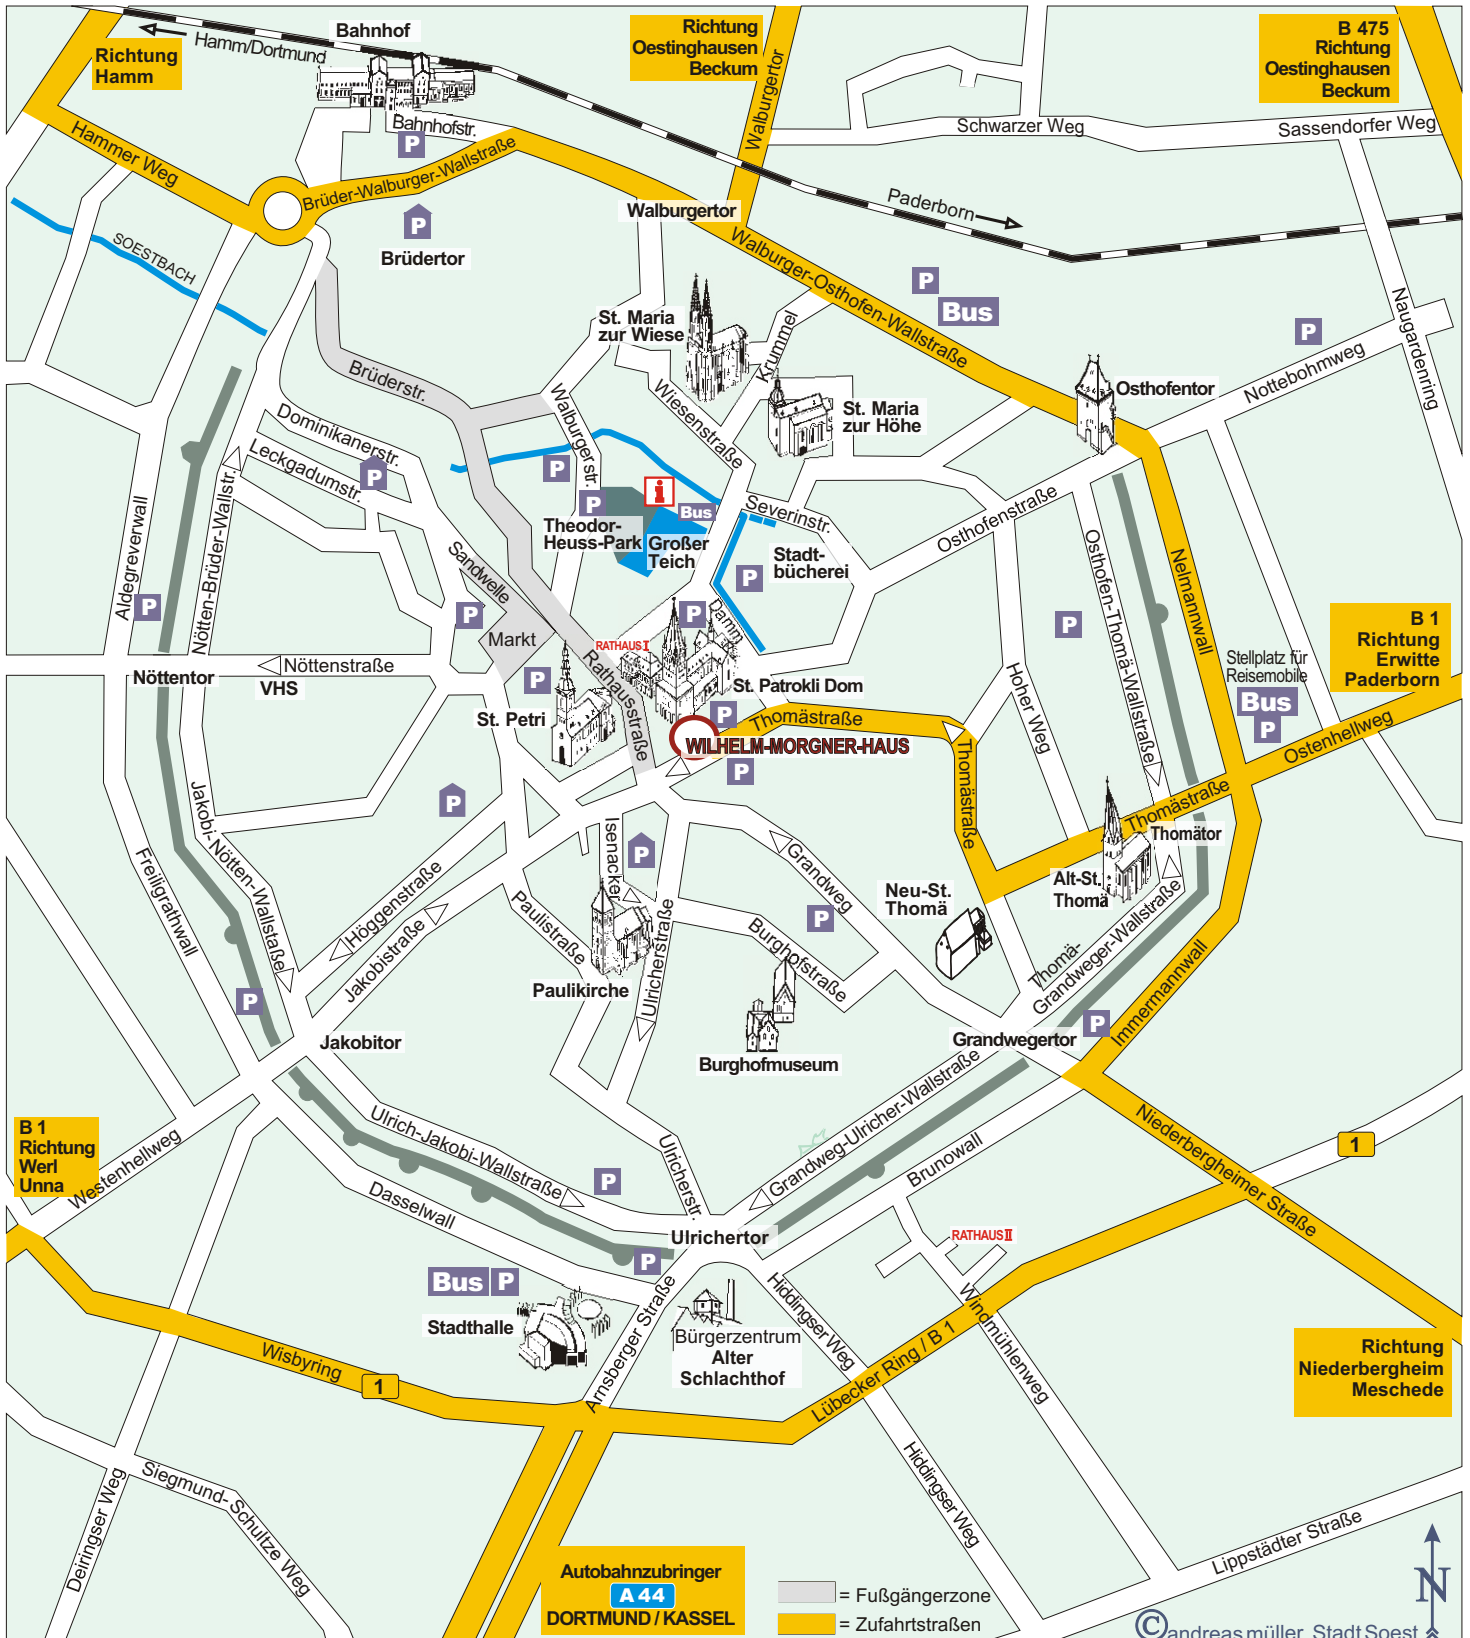 Bahnhof
Hamm/Dortmund
Richtung
Hamm
Richtung
Oestinghausen
Beckum
B 475
Richtung
Oestinghausen
Beckum
Walburgertor
Schwarzer Weg
Sassendorfer Weg
Bahnhofstr.
P
Hammer Weg
Brüder-Walburger-Wallstraße
Paderborn
Walburgertor
P
Brüdertor
SOESTBACH
Walburger-Osthofen-Wallstraße
P
Bus
Naugardenring
P
Nottebohmweg
St. Maria
zur Wiese
Krummel
Brüderstr.
Wiesenstraße
Walburger str.
St. Maria
zur Höhe
Osthofentor
Dominikanerstr.
Leckgadumstr.
P
P
P
i
Bus
Severinstr.
Theodor-
Heuss-Park
Großer
Teich
Stadt-
bücherei
P
Osthofenstraße
Osthofen-Thomä-Wallstraße
Nelmannwall
Aldegreverwall
Nötten-Brüder-Wallstr.
Sandwelle
P
P
Markt
P
Damm
RATHAUS I
Rathausstraße
P
Hoher Weg
B 1
Richtung
Erwitte
Paderborn
Stellplatz für
Reisemobile
Bus
P
Ostenhellweg
Nöttentor
Nöttenstraße
VHS
P
St. Petri
St. Patrokli Dom
P
Thomästraße
WILHELM-MORGNER-HAUS
P
Thomästraße
Thomästraße
Thomätor
Jakobi-Nötten-Wallstaße
P
Isenacker
P
Grandweg
Freiligrathwall
Höggenstraße
Jakobistraße
Paulistraße
Ulricherstraße
P
Burghofstraße
Neu-St.
Thomä
Alt-St.
Thomä
Thomä-
Grandweger-Wallstraße
Immermannwall
P
Paulikirche
P
Jakobitor
Burghofmuseum
Grandwegertor
Ulrich-Jakobi-Wallstraße
P
Ulricherstr.
Grandweg-Ulricher-Wallstraße
Brunowall
Niederbergheimer Straße
1
B 1
Richtung
Werl
Unna
Westenhellweg
Dasselwall
Ulrichertor
P
RATHAUS II
Bus P
Stadthalle
Arnsberger Straße
Bürgerzentrum
Alter
Schlachthof
Hiddingser Weg
Windmühlenweg
Lübecker Ring / B 1
Wisbyring
1
Richtung
Niederbergheim
Meschede
Hiddingser Weg
Siegmund-Schultze Weg
Deiringser Weg
Lippstädter Straße
Autobahnzubringer
A 44
DORTMUND / KASSEL
= Fußgängerzone
= Zufahrtstraßen
N
© andreas müller, Stadt Soest